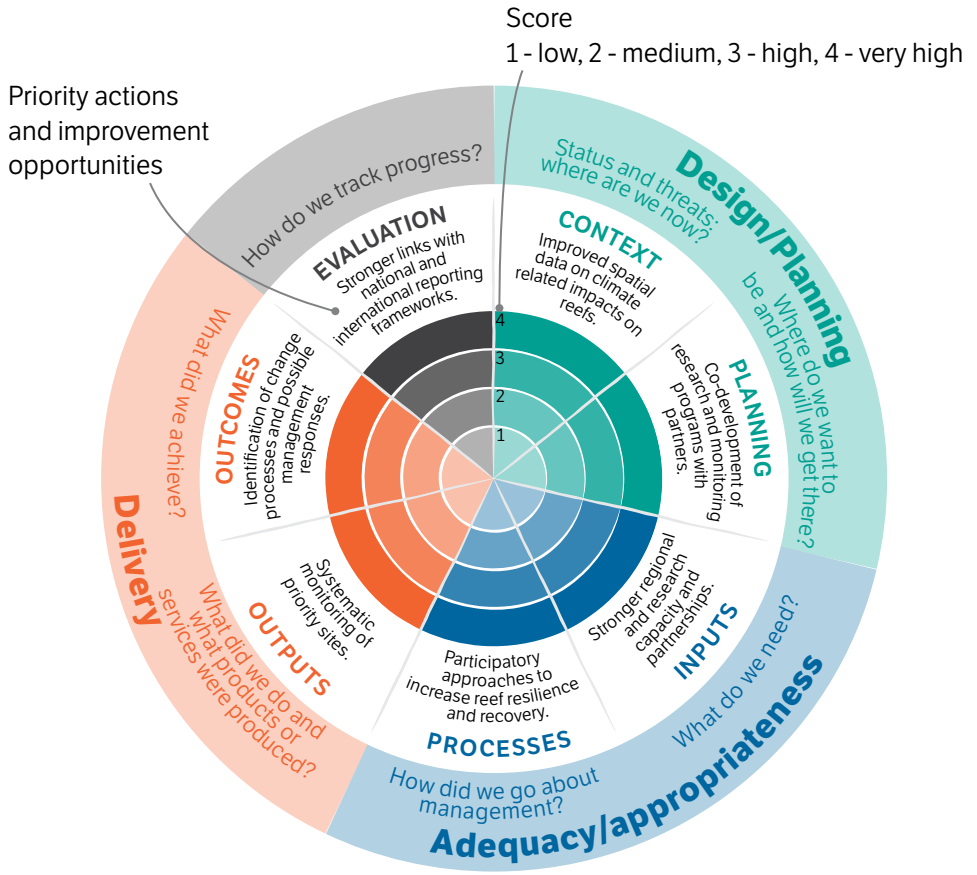 Score
1 - low, 2 - medium, 3 - high, 4 - very high
Priority actions
and improvement
opportunities
How do we track progress?
EVALUATION
Stronger links with
national and
international reporting
frameworks.
Design/Planning
Status and threats:
where are we now?
CONTEXT
Improved spatial
data on climate
related impacts on
reefs.
Where do we want to
be and how will we get there?
PLANNING
Co-development of
research and monitoring
programs with
partners.
4
3
2
1
What do we need?
Stronger regional
and research
capacity and
partnerships.
INPUTS
Adequacy/appropriateness
Participatory
approaches to
increase reef resilience
and recovery.
PROCESSES
How did we go about
management?
Delivery
What did we do and
what products or
services were produced?
OUTPUTS
Systematic
monitoring of
priority sites.
What did we achieve?
OUTCOMES
Identification of change
processes and possible
management
responses.